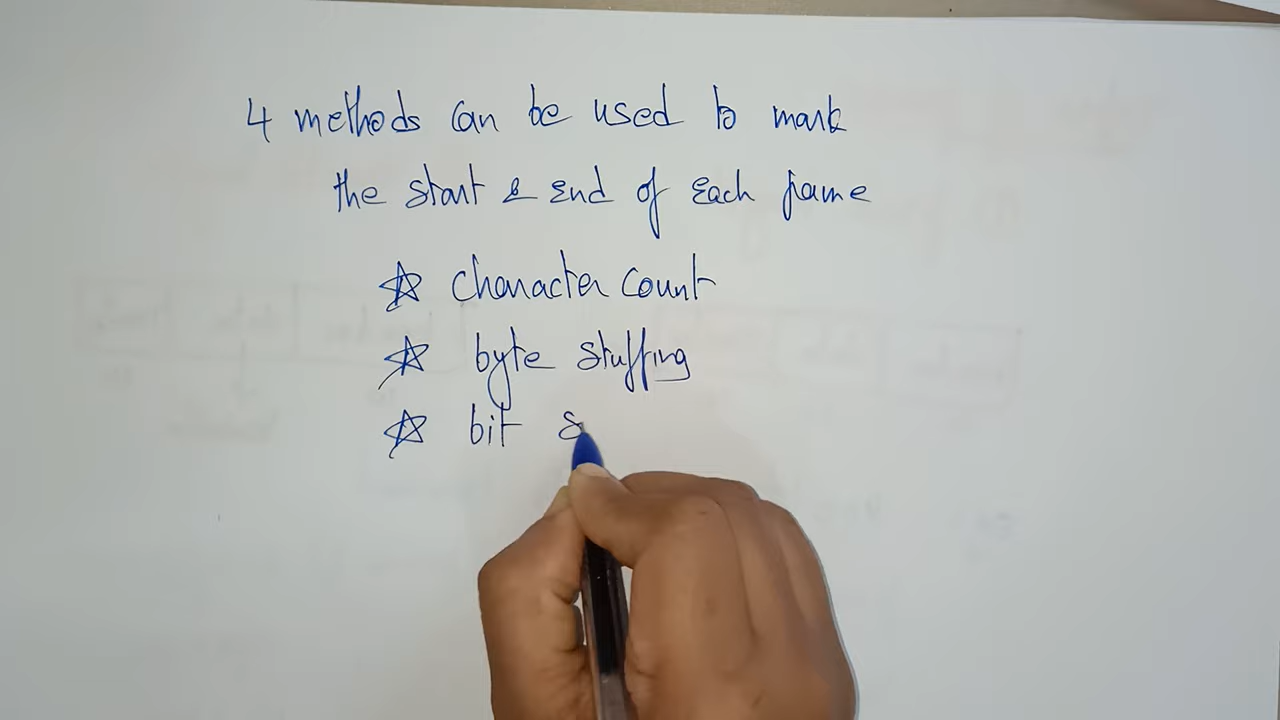 4 methods can be used to mark
the start & End of Each frame
☆ character count
☆ byte stuffing
☆ bit s